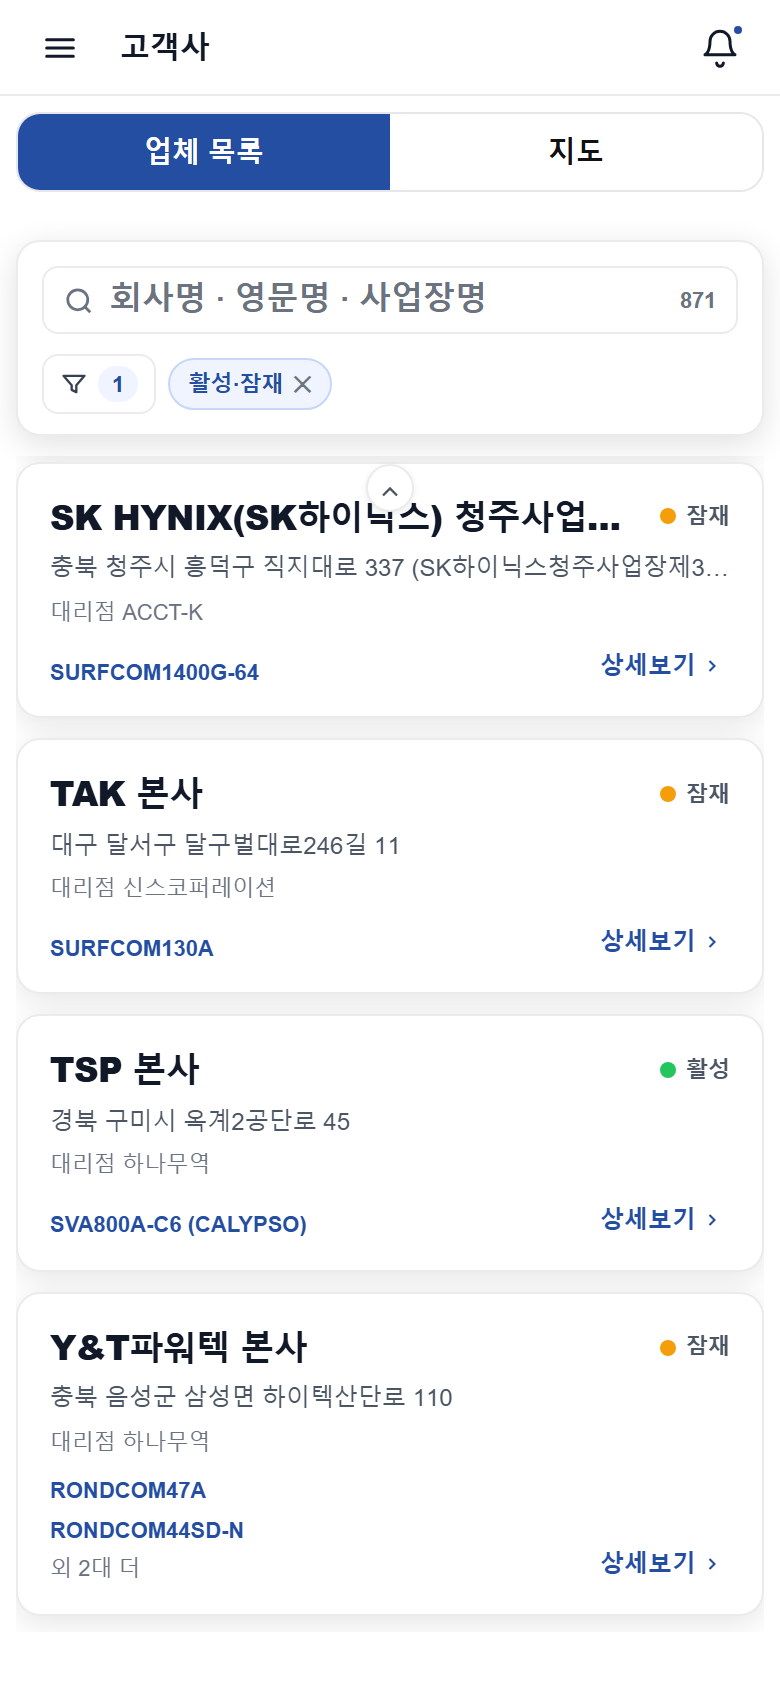 고객사
업체 목록
지도
회사명 · 영문명 · 사업장명
871
1
활성·잠재
SK HYNIX(SK하이닉스) 청주사업...
잠재
충북 청주시 흥덕구 직지대로 337 (SK하이닉스청주사업장제3...
대리점 ACCT-K
SURFCOM1400G-64
상세보기
TAK 본사
잠재
대구 달서구 달구벌대로246길 11
대리점 신스코퍼레이션
SURFCOM130A
상세보기
TSP 본사
활성
경북 구미시 옥계2공단로 45
대리점 하나무역
SVA800A-C6 (CALYPSO)
상세보기
Y&T파워텍 본사
잠재
충북 음성군 삼성면 하이텍산단로 110
대리점 하나무역
RONDCOM47A
RONDCOM44SD-N
외 2대 더
상세보기